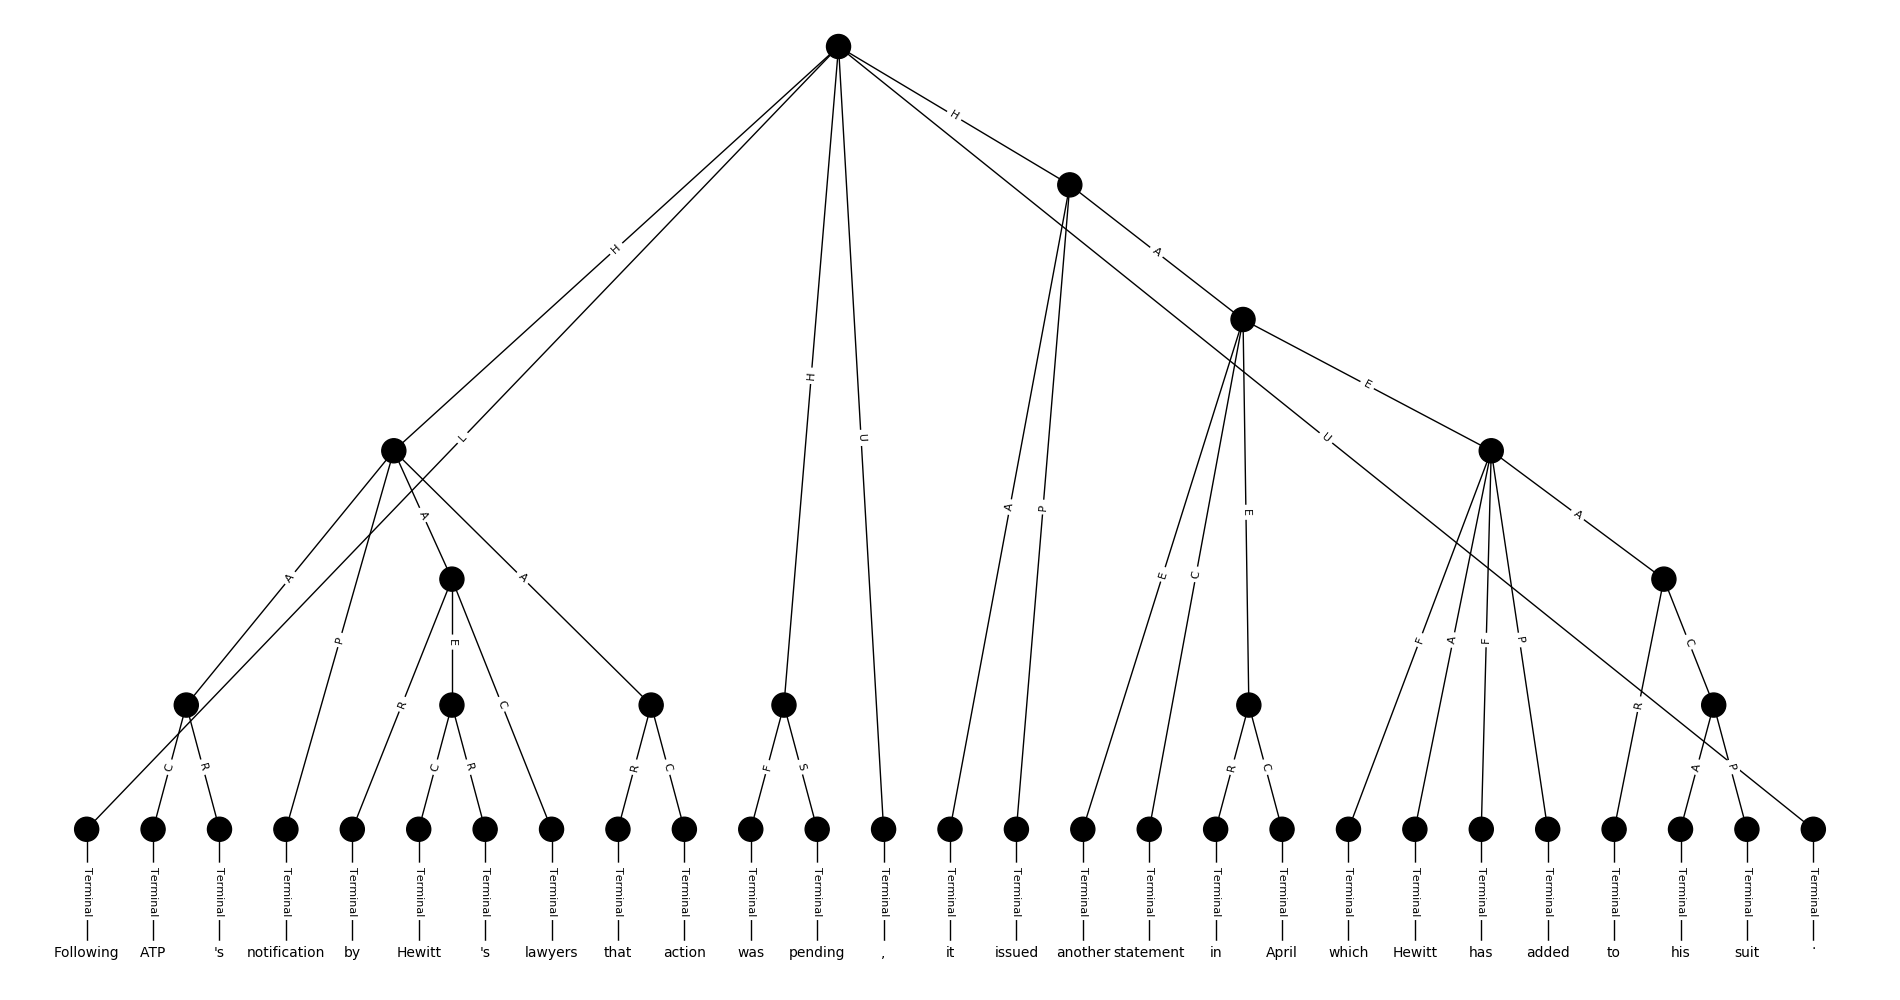 H
H
A
H
A
L
E
H
U
U
A
P
A
A
E
A
A
E
C
P
E
F
A
F
P
C
R
C
R
C
R
R
C
R
C
R
F
S
R
C
A
P
Terminal Terminal Terminal Terminal Terminal Terminal Terminal Terminal Terminal Terminal Terminal Terminal Terminal Terminal Terminal Terminal Terminal Terminal Terminal Terminal Terminal Terminal Terminal Terminal Terminal Terminal Terminal
Following ATP 's notification by Hewitt 's lawyers that action was pending , it issued another statement in April which Hewitt has added to his suit .